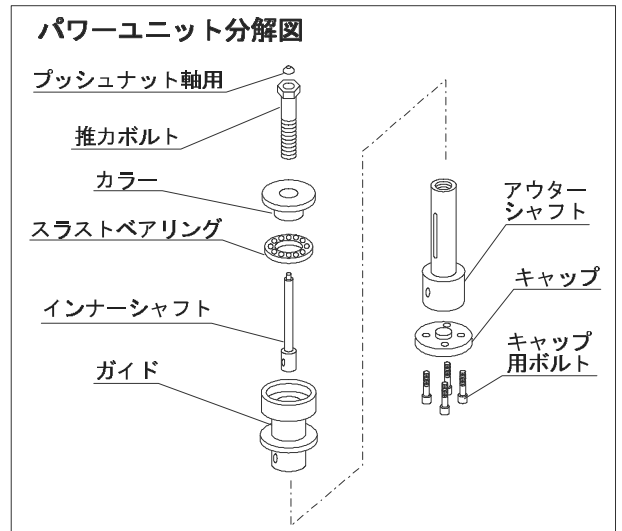 パワーユニット分解図
プッシュナット軸用
推力ボルト
カラー
スラストベアリング
インナーシャフト
ガイド
アウター
シャフト
キャップ
キャップ
用ボルト